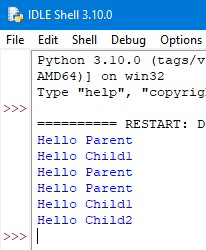 IDLE Shell 3.10.0
File Edit Shell Debug Options
Python 3.10.0 (tags/v
AMD64)] on win32
Type "help", "copyrig
>>>
========== RESTART: D
Hello Parent
Hello Child1
Hello Parent
Hello Parent
Hello Child1
Hello Child2
>>>